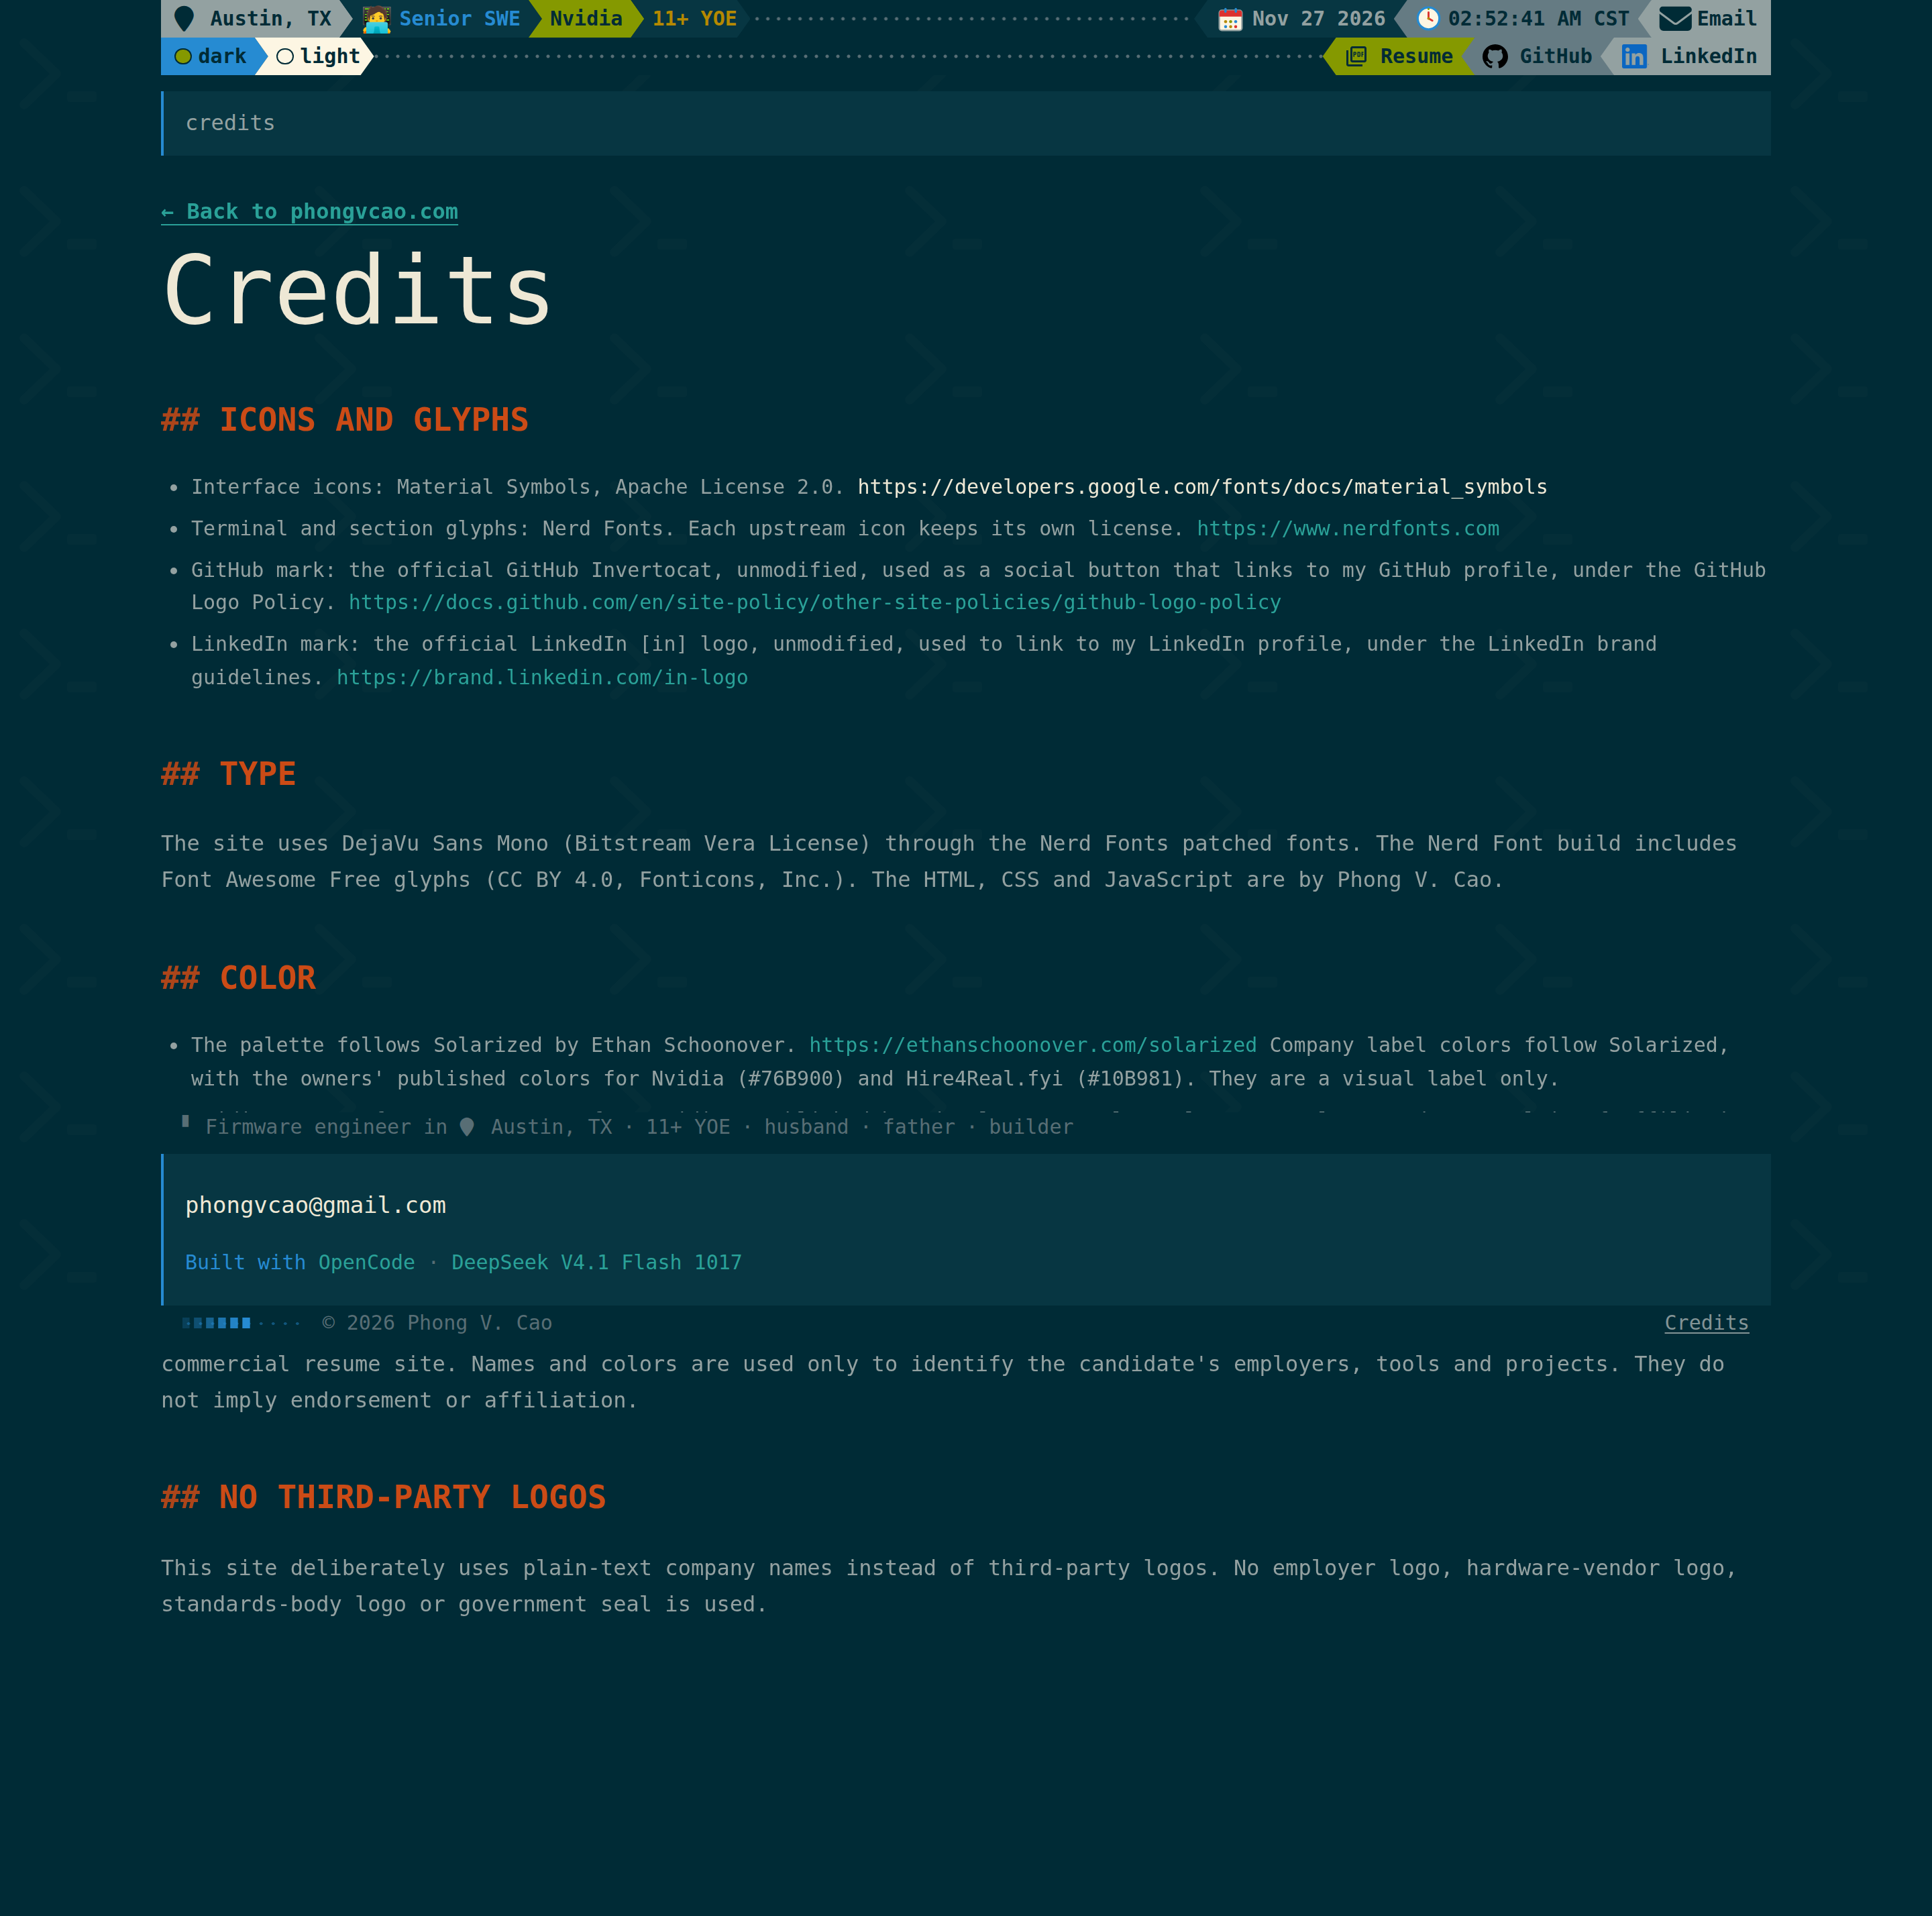 Austin, TX Senior SWE Nvidia 11+ YOE Nov 27 2026 02:52:41 AM CST Email
dark light Resume GitHub LinkedIn
credits
← Back to phongvcao.com
Credits
## ICONS AND GLYPHS
• Interface icons: Material Symbols, Apache License 2.0. https://developers.google.com/fonts/docs/material_symbols
• Terminal and section glyphs: Nerd Fonts. Each upstream icon keeps its own license. https://www.nerdfonts.com
• GitHub mark: the official GitHub Invertocat, unmodified, used as a social button that links to my GitHub profile, under the GitHub
Logo Policy. https://docs.github.com/en/site-policy/other-site-policies/github-logo-policy
• LinkedIn mark: the official LinkedIn [in] logo, unmodified, used to link to my LinkedIn profile, under the LinkedIn brand
guidelines. https://brand.linkedin.com/in-logo
## TYPE
The site uses DejaVu Sans Mono (Bitstream Vera License) through the Nerd Fonts patched fonts. The Nerd Font build includes
Font Awesome Free glyphs (CC BY 4.0, Fonticons, Inc.). The HTML, CSS and JavaScript are by Phong V. Cao.
## COLOR
• The palette follows Solarized by Ethan Schoonover. https://ethanschoonover.com/solarized Company label colors follow Solarized,
with the owners' published colors for Nvidia (#76B900) and Hire4Real.fyi (#10B981). They are a visual label only.
Firmware engineer in Austin, TX · 11+ YOE · husband · father · builder
phongvcao@gmail.com
Built with OpenCode · DeepSeek V4.1 Flash 1017
© 2026 Phong V. Cao Credits
commercial resume site. Names and colors are used only to identify the candidate's employers, tools and projects. They do
not imply endorsement or affiliation.
## NO THIRD-PARTY LOGOS
This site deliberately uses plain-text company names instead of third-party logos. No employer logo, hardware-vendor logo,
standards-body logo or government seal is used.